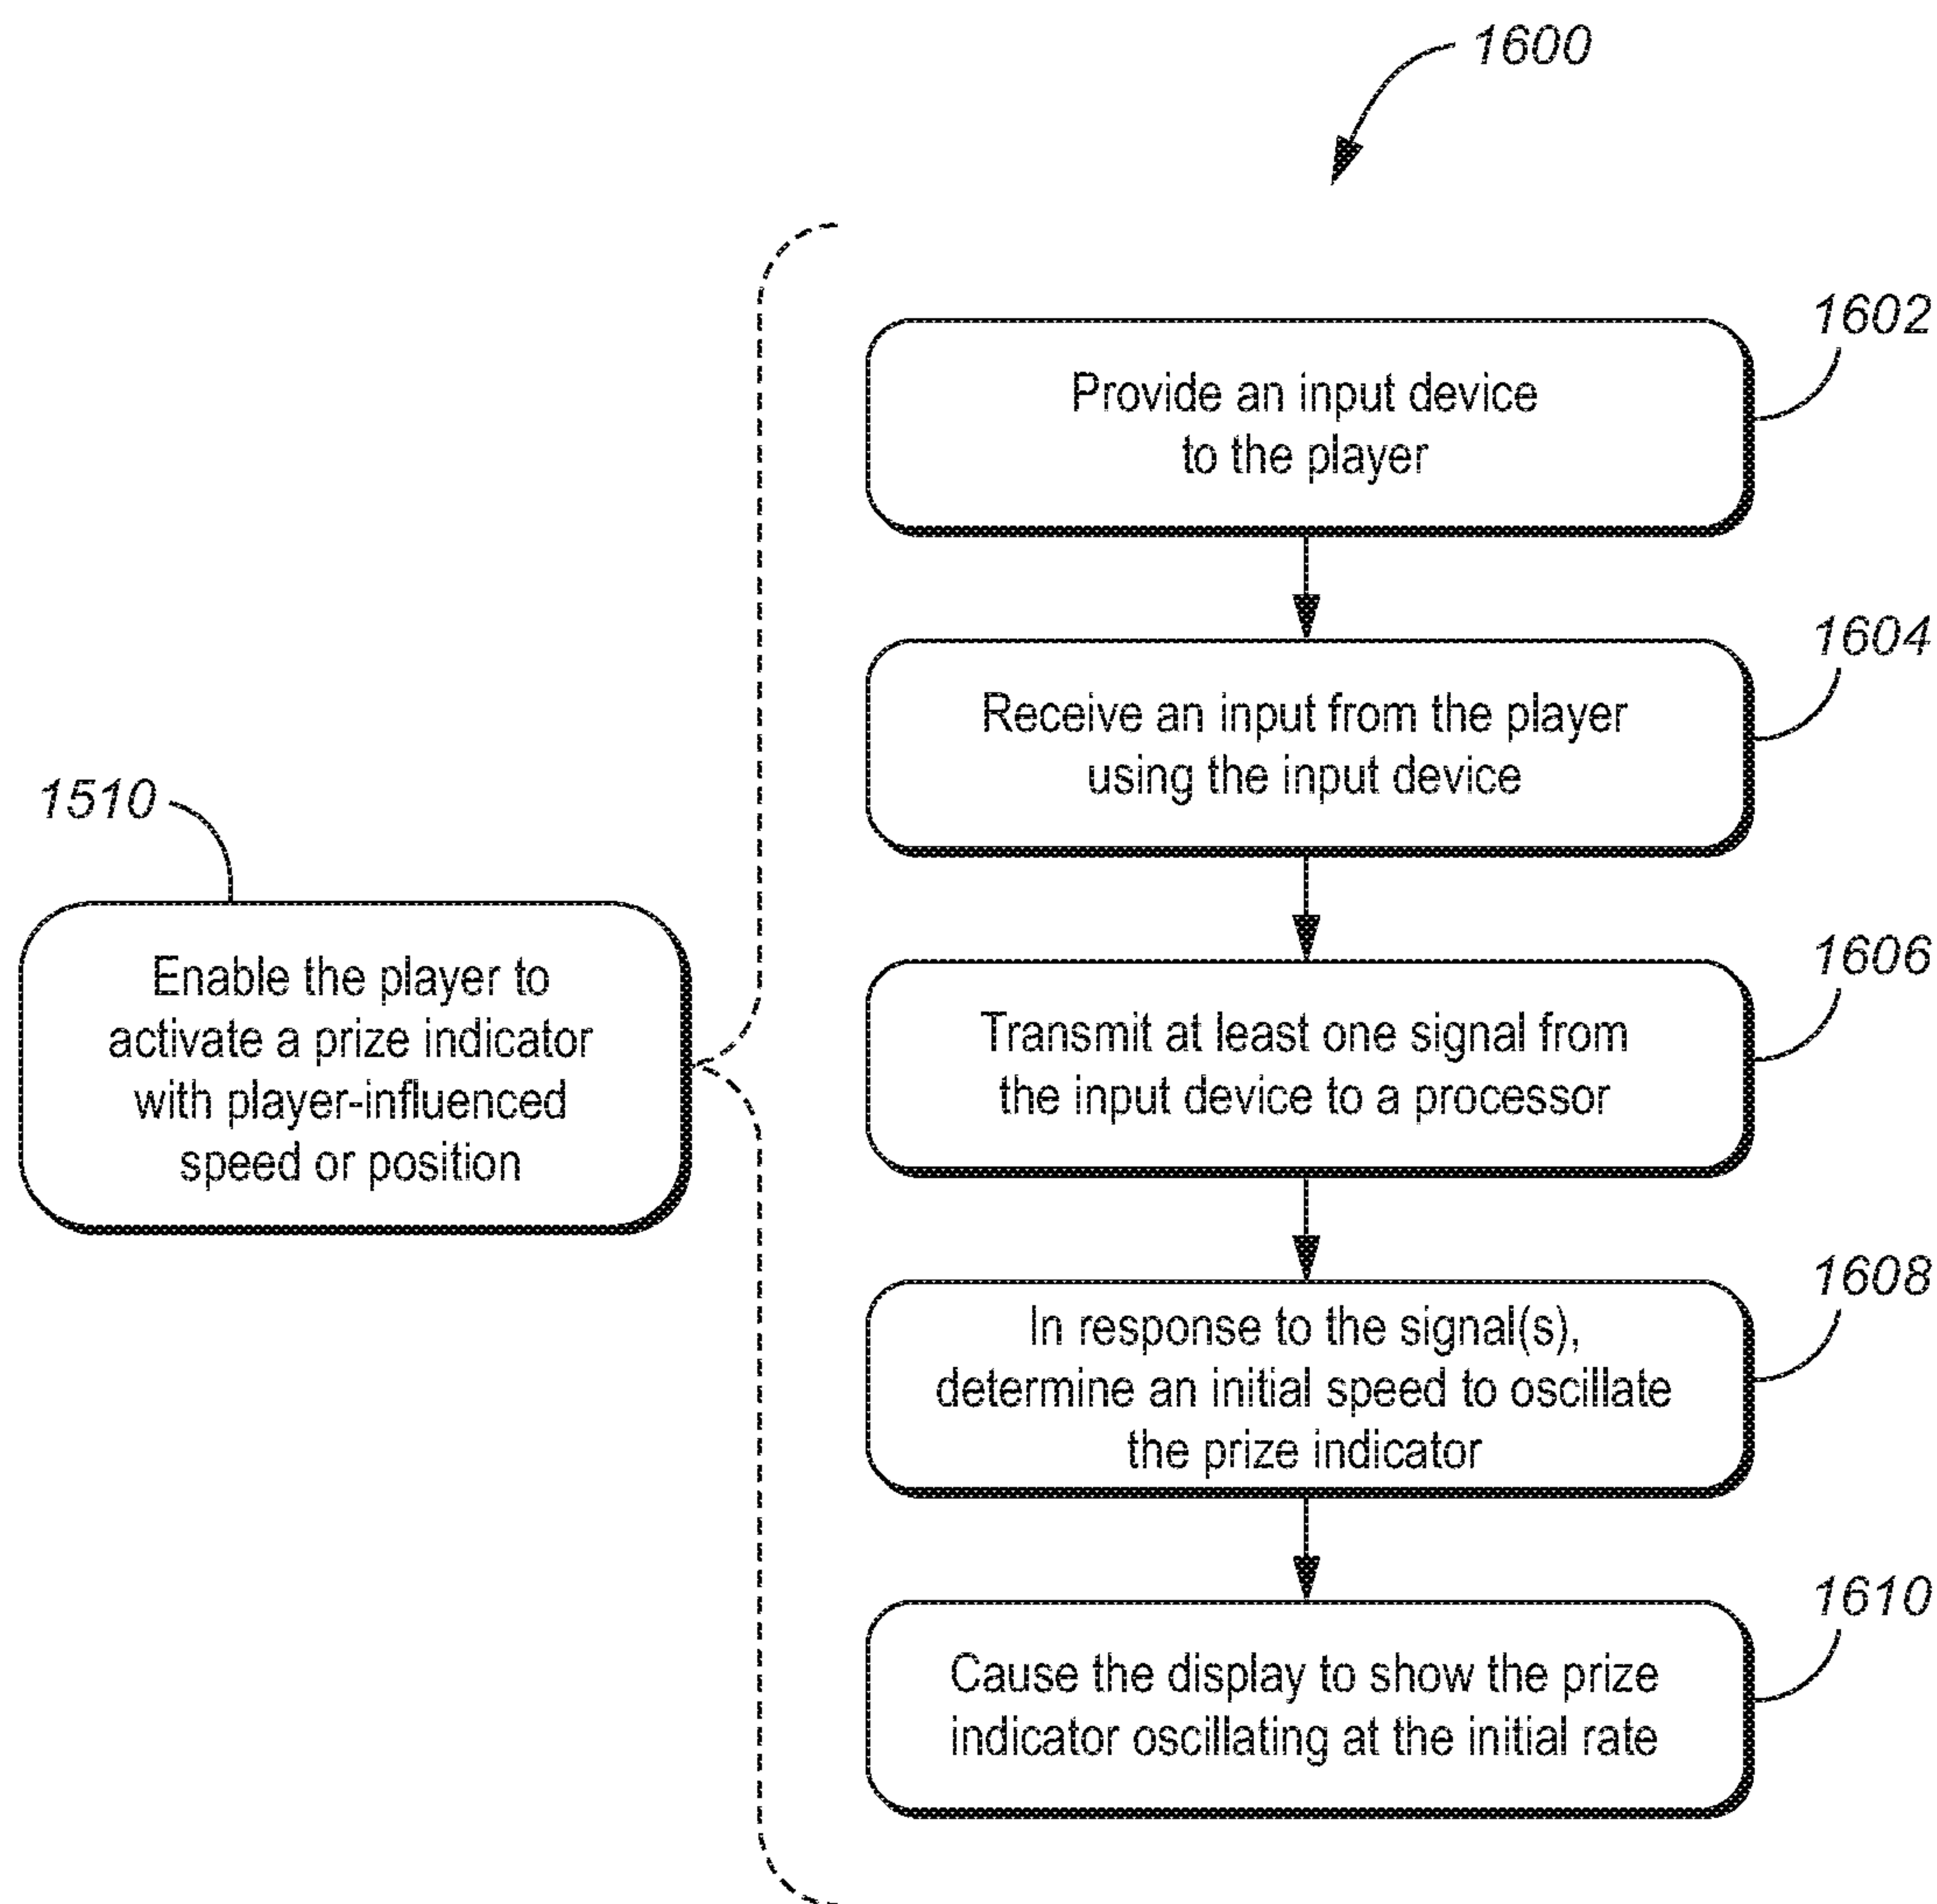 1600
1602
Provide an input device
to the player
1604
Receive an input from the player
using the input device
1510
Enable the player to
activate a prize indicator
with player-influenced
speed or position
1606
Transmit at least one signal from
the input device to a processor
1608
In response to the signal(s),
determine an initial speed to oscillate
the prize indicator
1610
Cause the display to show the prize
indicator oscillating at the initial rate